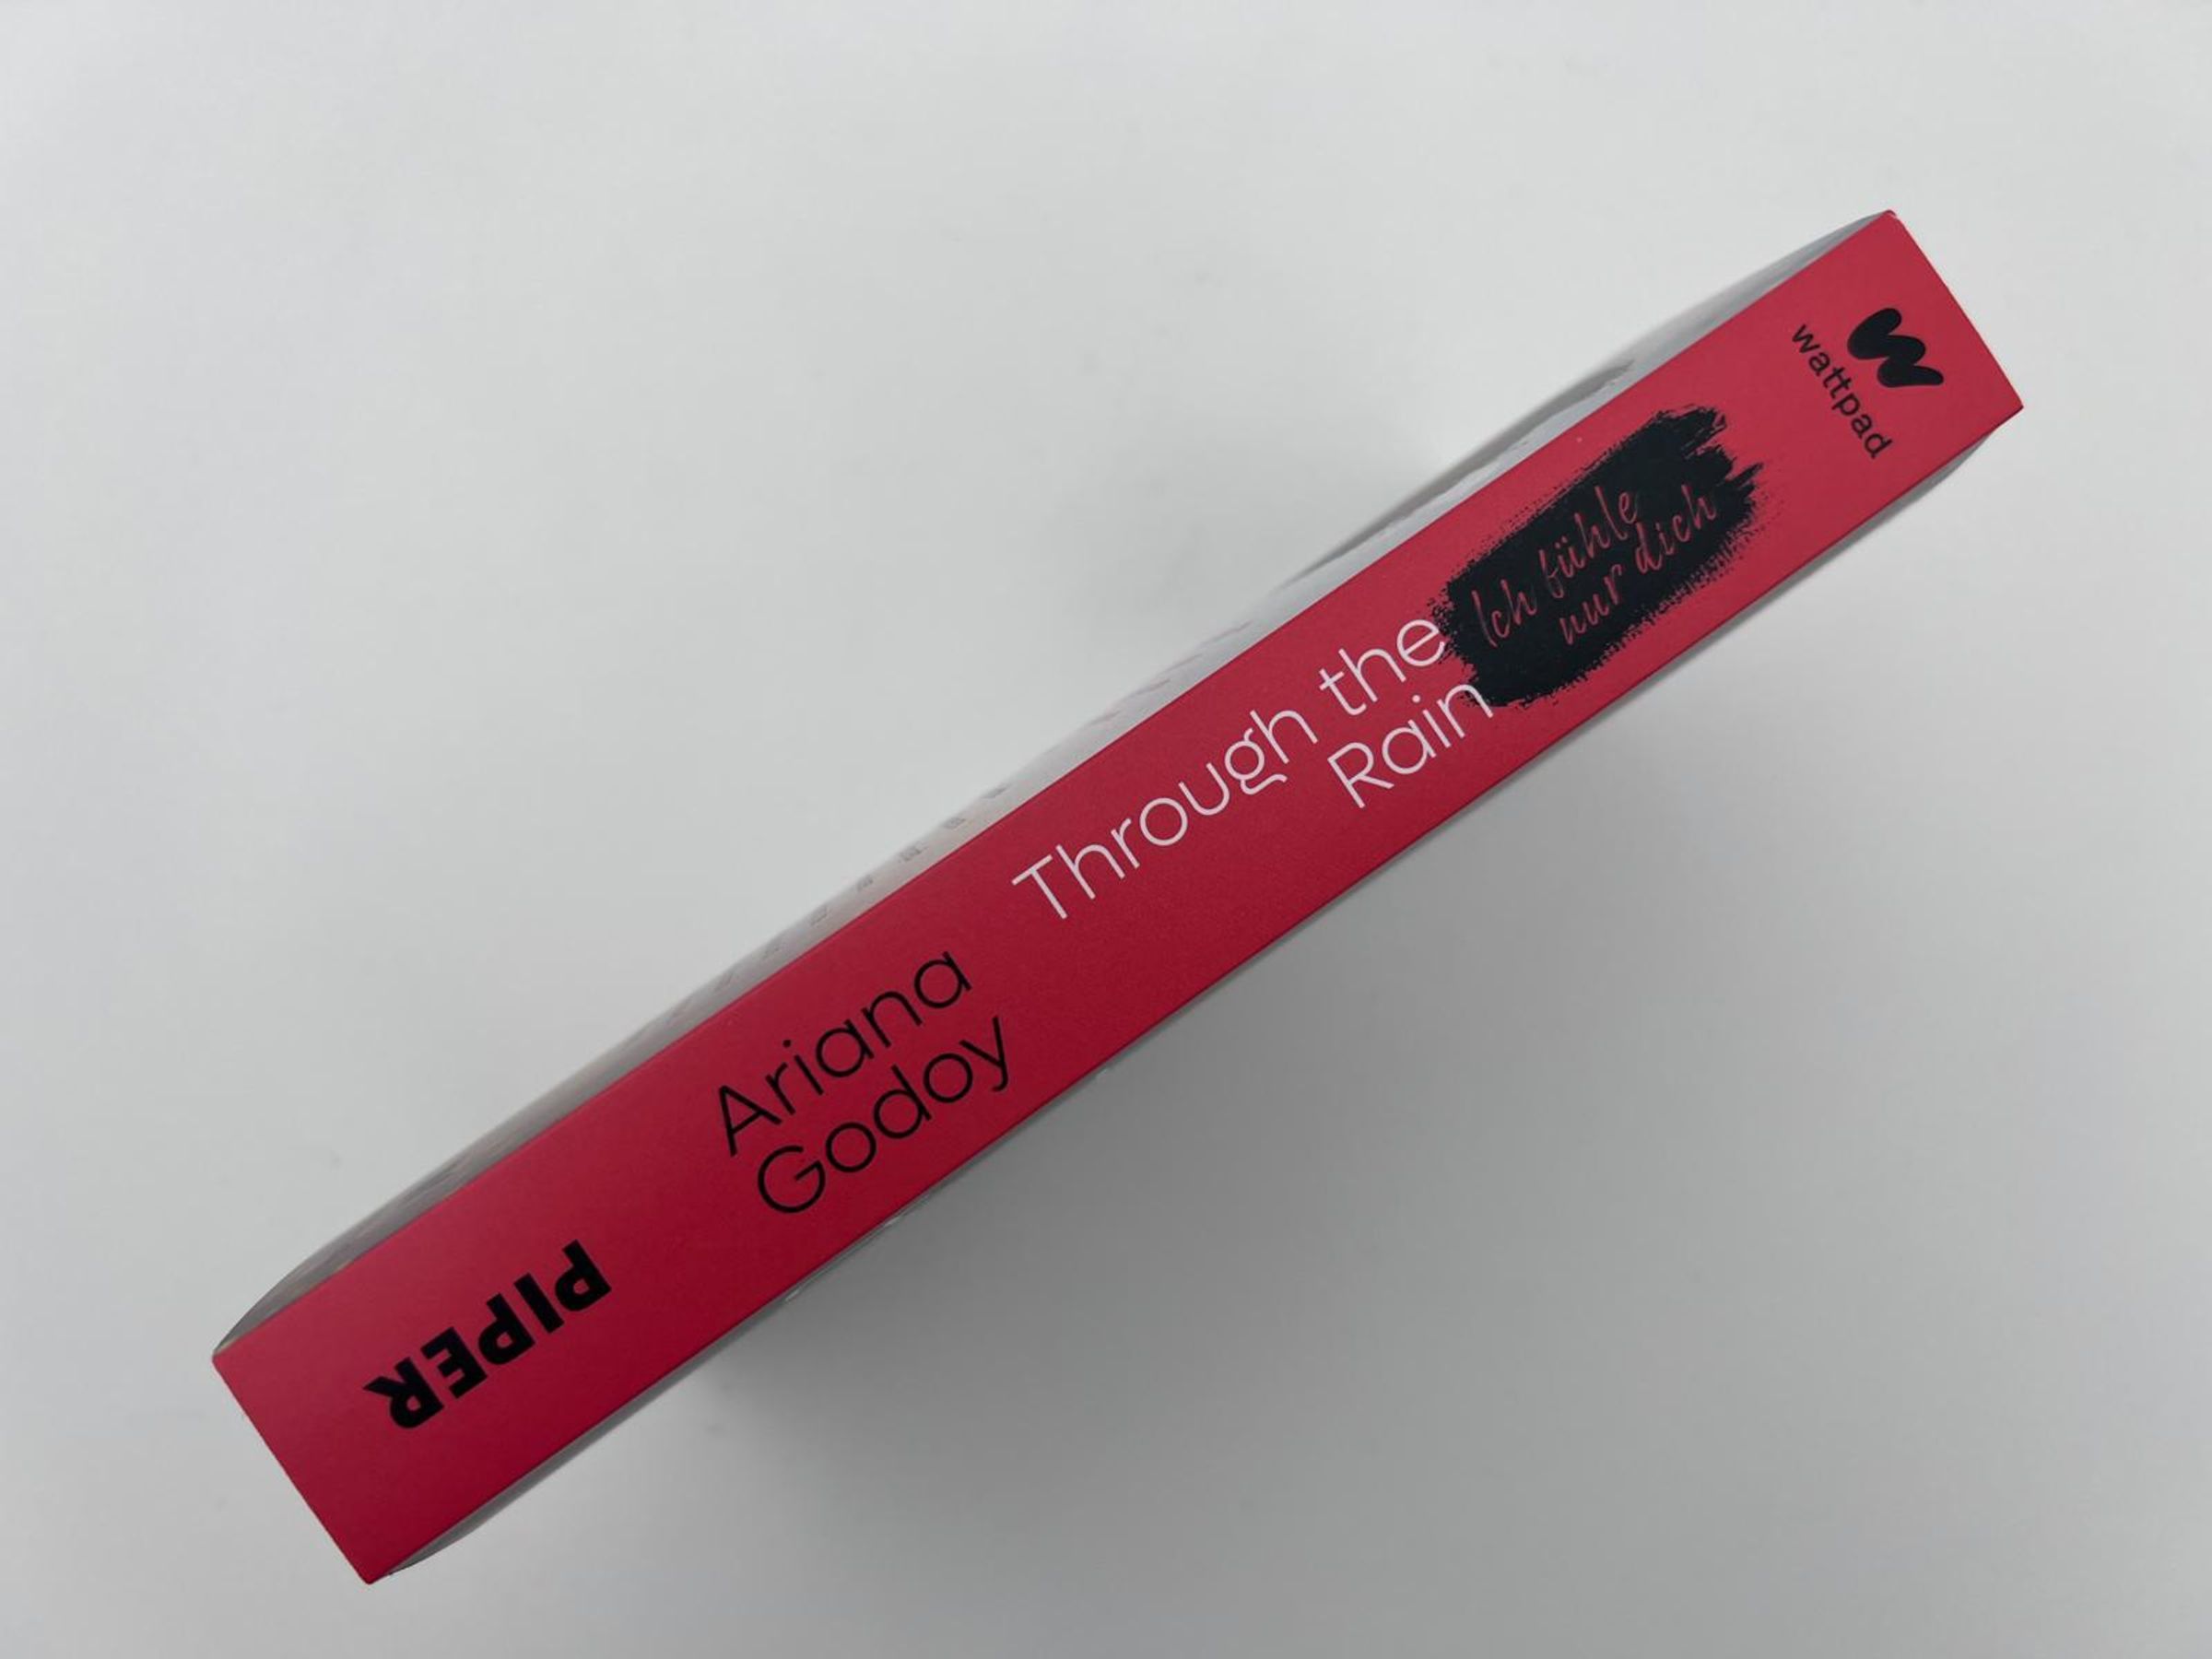 PIPER
Ariana
Godoy
Through the
Rain
Ich fühle
nur dich
wattpad